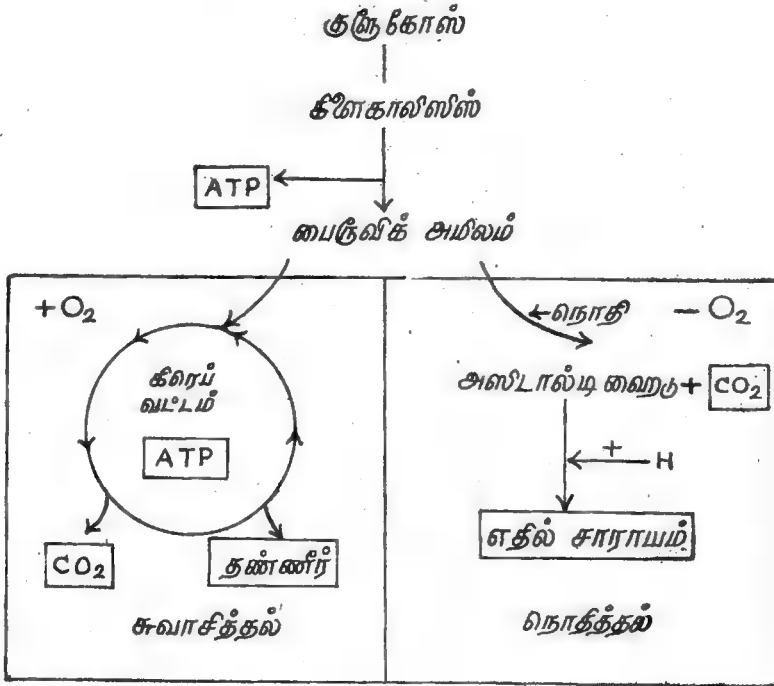 குளூகோஸ்
கிளைகாலிஸிஸ்
ATP
பைரூவிக் அமிலம்
+O₂
கிரெப்
வட்டம்
ATP
CO₂
தண்ணீர்
சுவாசித்தல்
←நொதி
– O₂
அஸிடால்டிஹைடு + CO₂
+
H
எதில் சாராயம்
நொதித்தல்